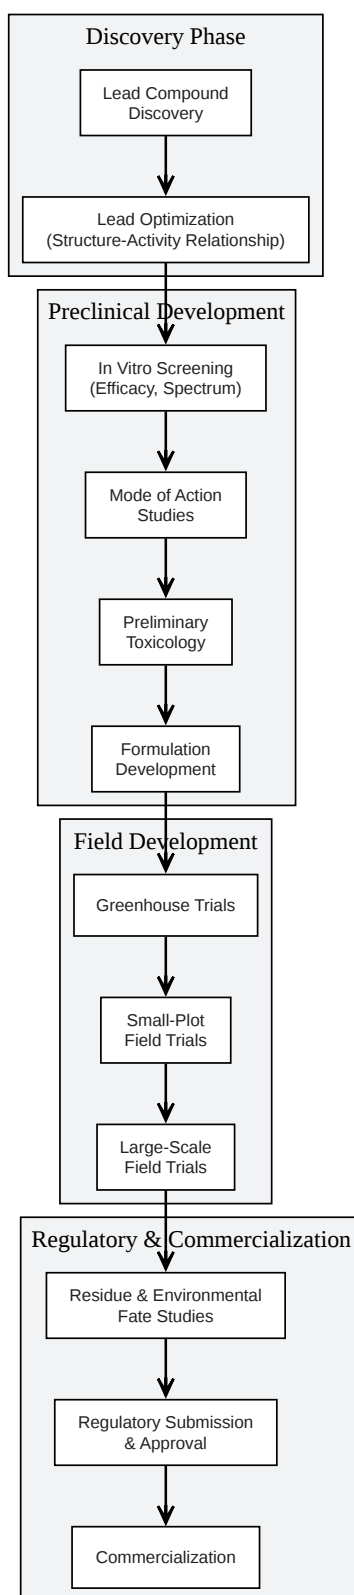 Discovery Phase
Lead Compound
Discovery
Lead Optimization
(Structure-Activity Relationship)
Preclinical Development
In Vitro Screening
(Efficacy, Spectrum)
Mode of Action
Studies
Preliminary
Toxicology
Formulation
Development
Field Development
Greenhouse Trials
Small-Plot
Field Trials
Large-Scale
Field Trials
Regulatory & Commercialization
Residue & Environmental
Fate Studies
Regulatory Submission
& Approval
Commercialization